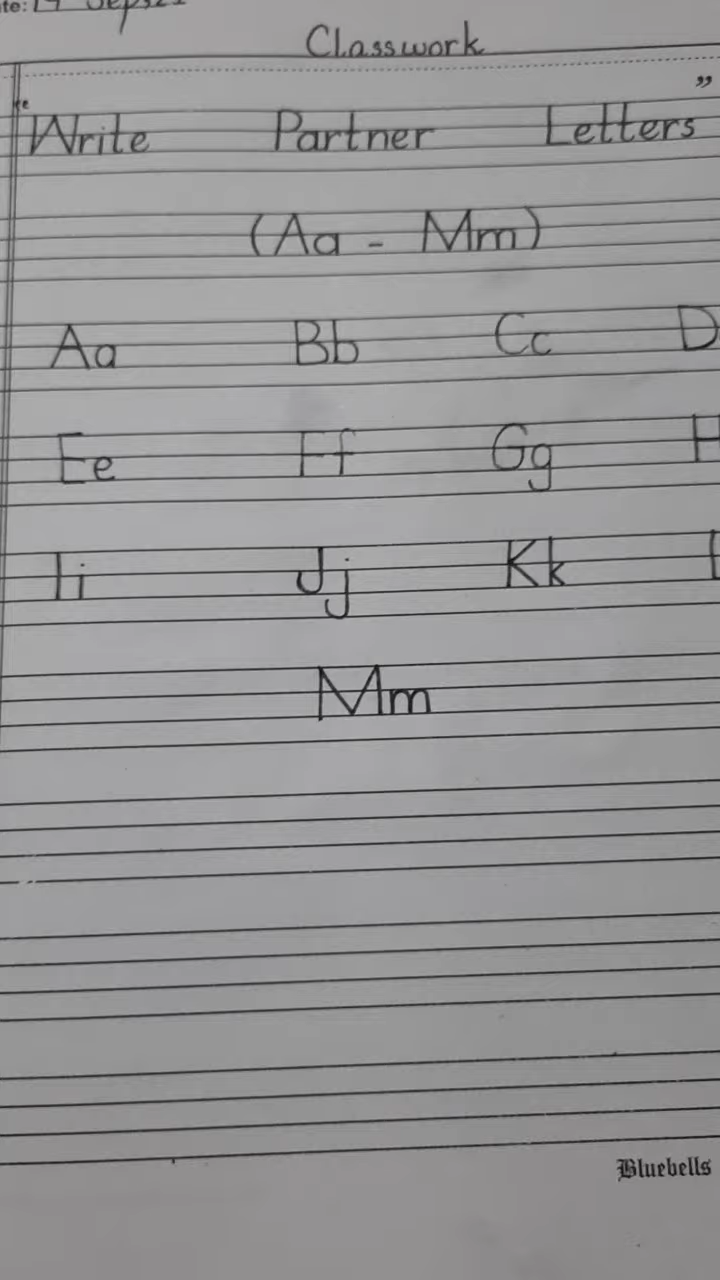 Classwork
"Write Partner Letters"
(Aa - Mm)
Aa Bb Cc D
Ee Ff Gg H
Ii Jj Kk
Mm
Bluebells